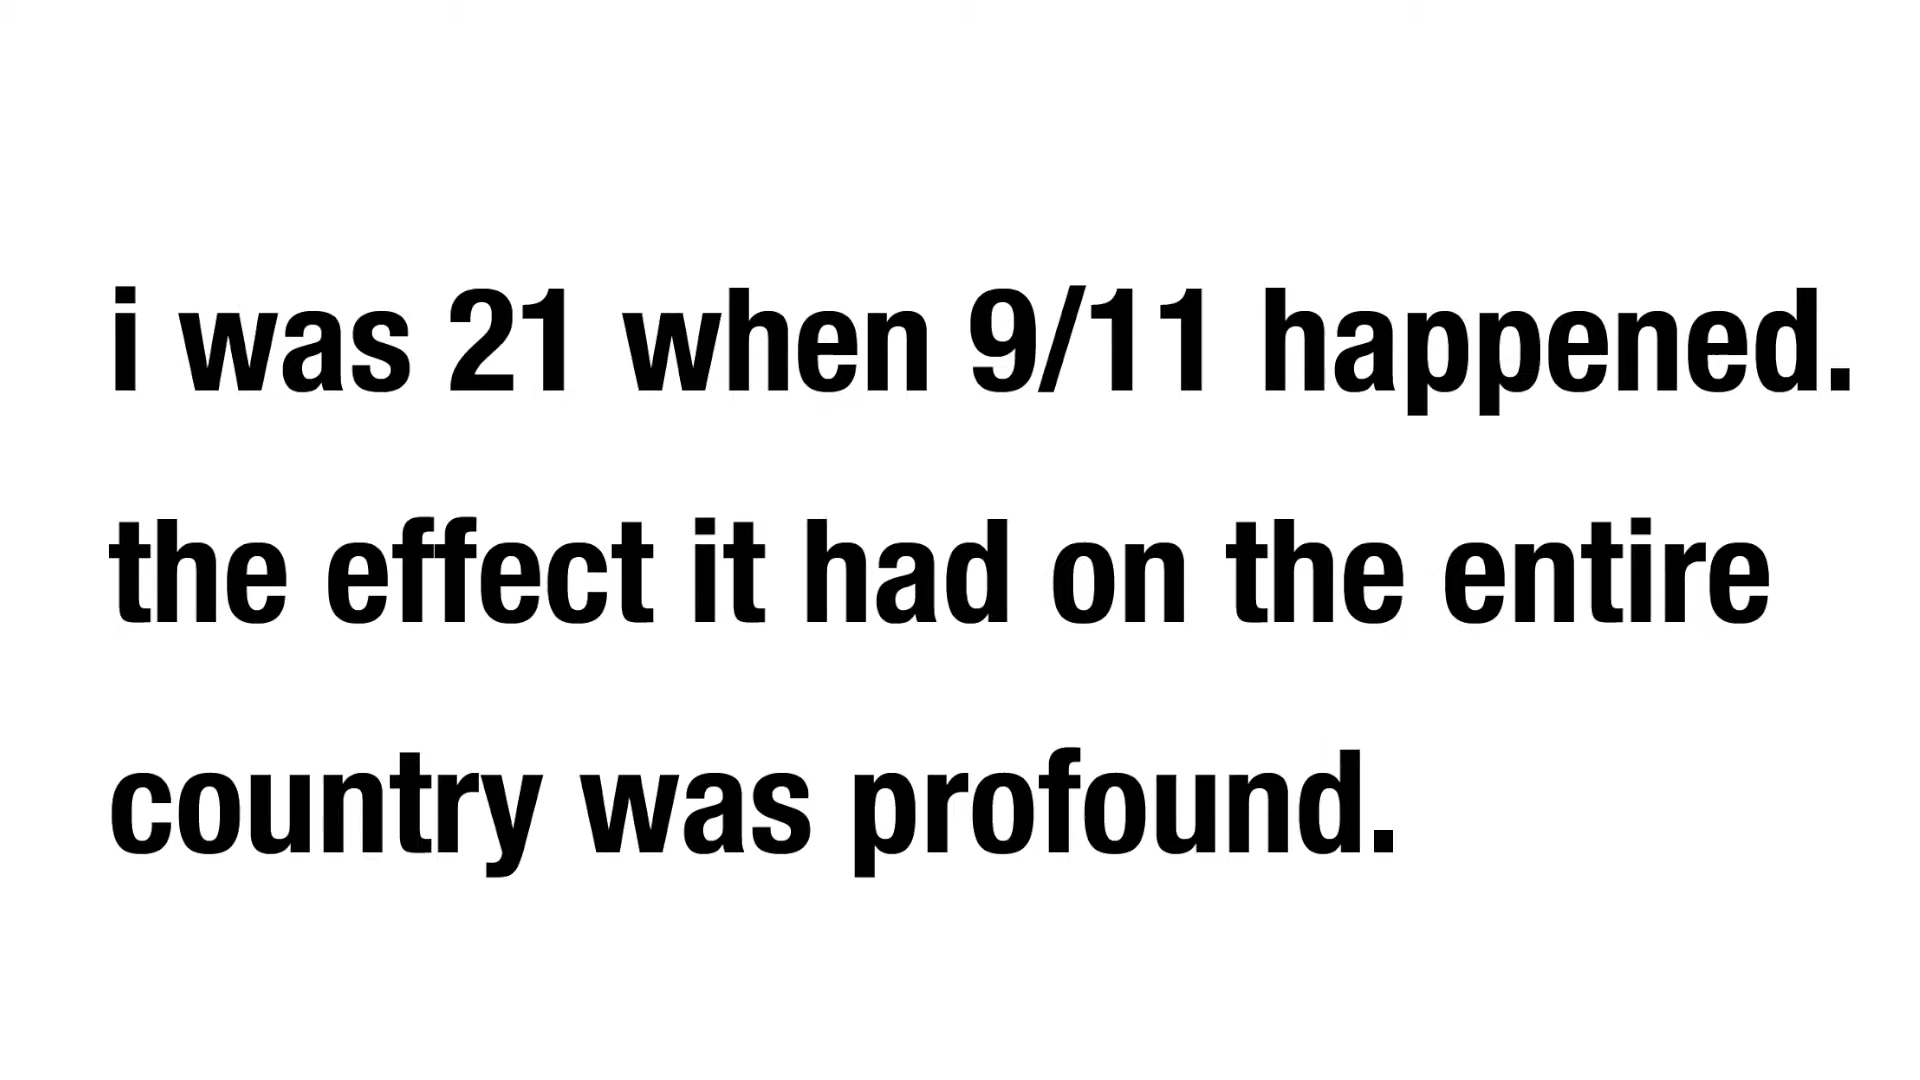 i was 21 when 9/11 happened.
the effect it had on the entire
country was profound.